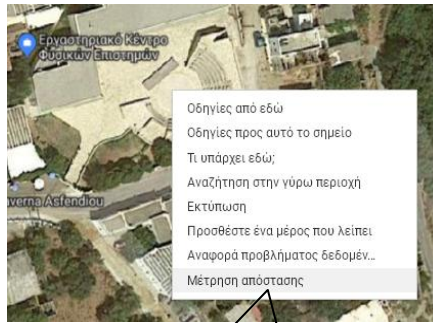 Εργαστηριακό Κέντρο
Φυσικών Επιστημών
Οδηγίες από εδώ
Οδηγίες προς αυτό το σημείο
Τι υπάρχει εδώ;
Αναζήτηση στην γύρω περιοχή
averna Asfendiou
Εκτύπωση
Προσθέστε ένα μέρος που λείπει
Αναφορά προβλήματος δεδομέν...
Μέτρηση απόστασης